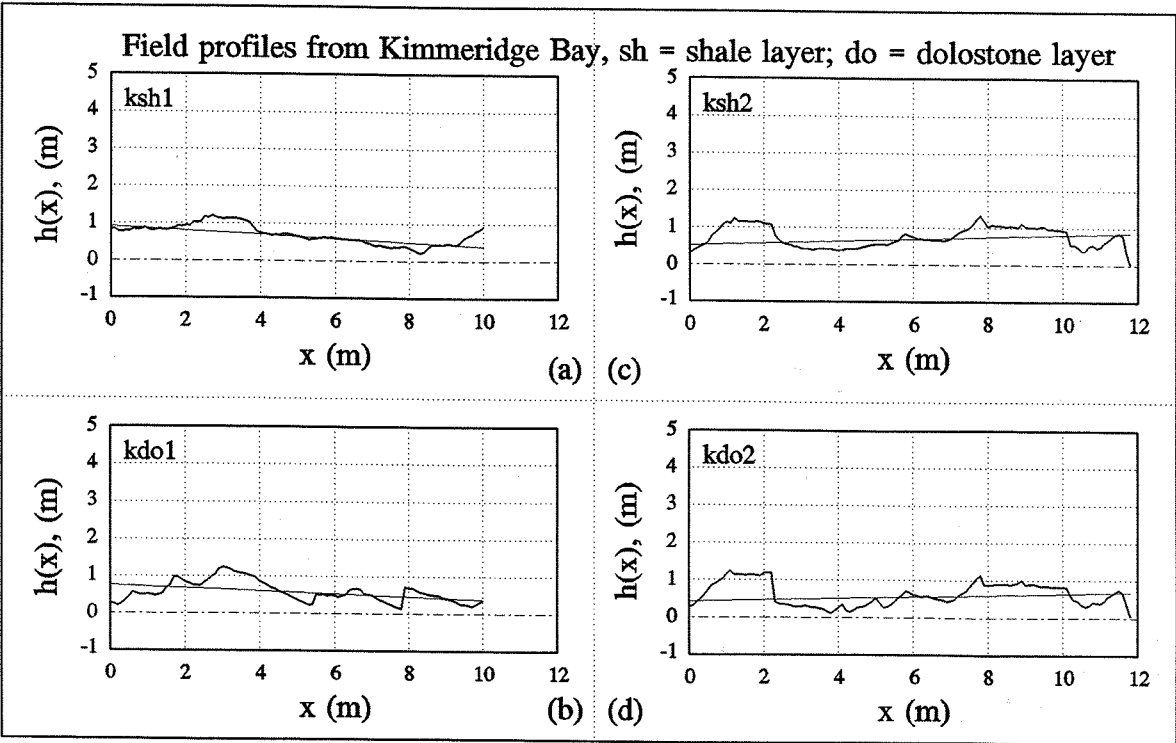 Field profiles from Kimmeridge Bay, sh = shale layer; do = dolostone layer
ksh1
5
4
3
2
1
0
-1
h(x), (m)
0 2 4 6 8 10 12
x (m)
(a)
ksh2
5
4
3
2
1
0
-1
h(x), (m)
0 2 4 6 8 10 12
x (m)
(c)
kdo1
5
4
3
2
1
0
-1
h(x), (m)
0 2 4 6 8 10 12
x (m)
(b)
kdo2
5
4
3
2
1
0
-1
h(x), (m)
0 2 4 6 8 10 12
x (m)
(d)